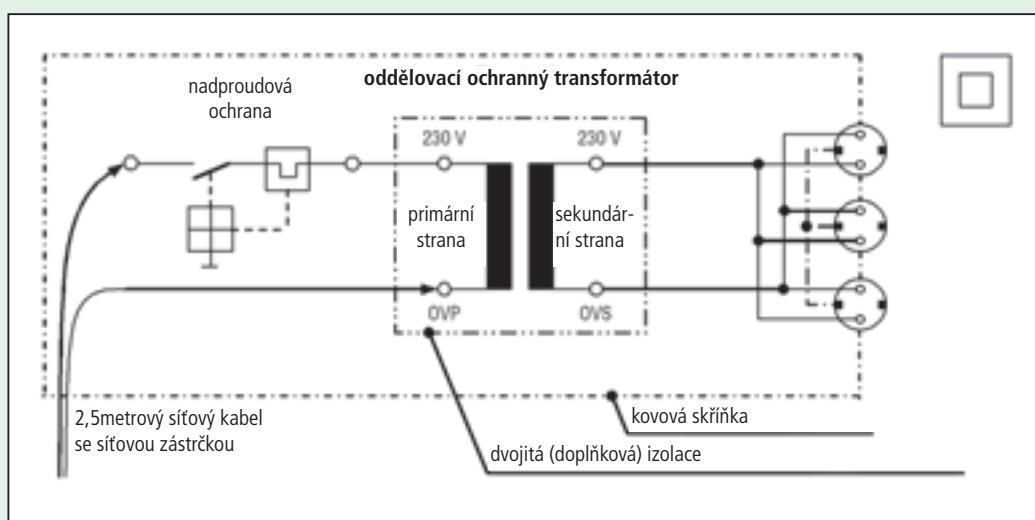 oddělovací ochranný transformátor
nadproudová
ochrana
230 V
230 V
primární
strana
sekundár-
ní strana
OVP
OVS
2,5metrový síťový kabel
se síťovou zástrčkou
kovová skříňka
dvojitá (doplňková) izolace